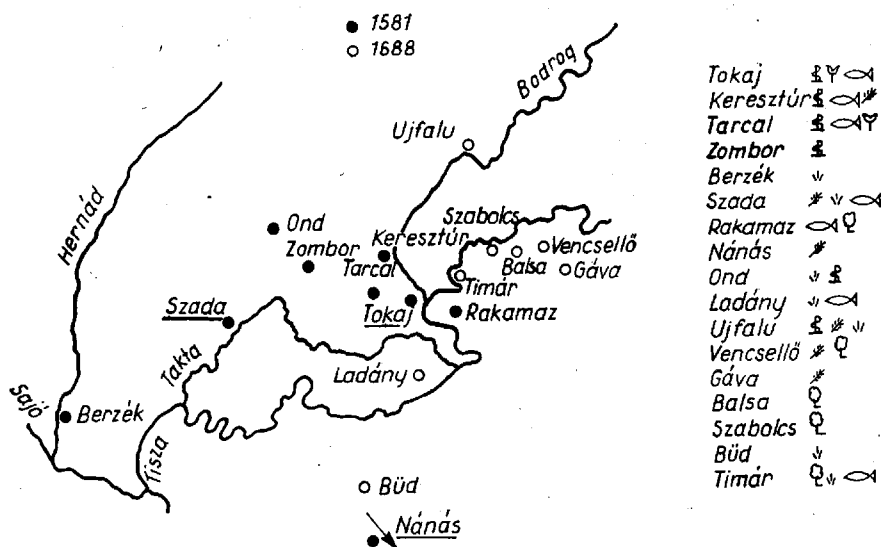 1581
1688
Bodrog
Ujfalu
Hernád
Szabolcs
Ond
Zombor
Keresztúr
Vencsellő
Tarcal
Balsa
Gáva
Timár
Szada
Tokaj
Rakamaz
Takta
Ladány
Sajó
Berzék
Tisza
Büd
Nánás
Tokaj
Keresztúr
Tarcal
Zombor
Berzék
Szada
Rakamaz
Nánás
Ond
Ladány
Ujfalu
Vencsellő
Gáva
Balsa
Szabolcs
Büd
Timár